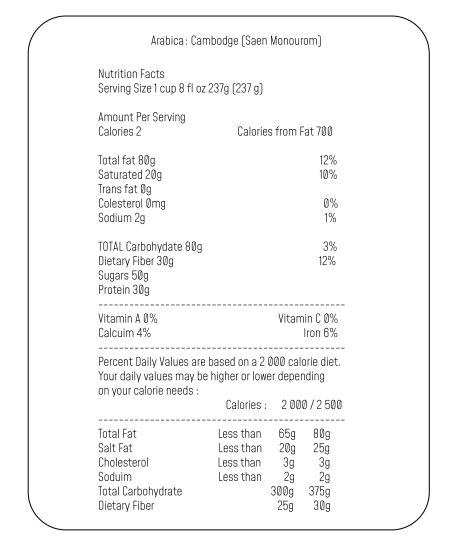 Arabica: Cambodge (Saen Monourom)
Nutrition Facts
Serving Size 1 cup 8 fl oz 237g (237 g)
Amount Per Serving
Calories 2 Calories from Fat 700
Total fat 80g 12%
Saturated 20g 10%
Trans fat 0g
Colesterol 0mg 0%
Sodium 2g 1%
TOTAL Carbohydate 80g 3%
Dietary Fiber 30g 12%
Sugars 50g
Protein 30g
Vitamin A 0% Vitamin C 0%
Calcuim 4% Iron 6%
Percent Daily Values are based on a 2 000 calorie diet.
Your daily values may be higher or lower depending
on your calorie needs :
Calories : 2 000 / 2 500
Total Fat Less than 65g 80g
Salt Fat Less than 20g 25g
Cholesterol Less than 3g 3g
Soduim Less than 2g 2g
Total Carbohydrate 300g 375g
Dietary Fiber 25g 30g